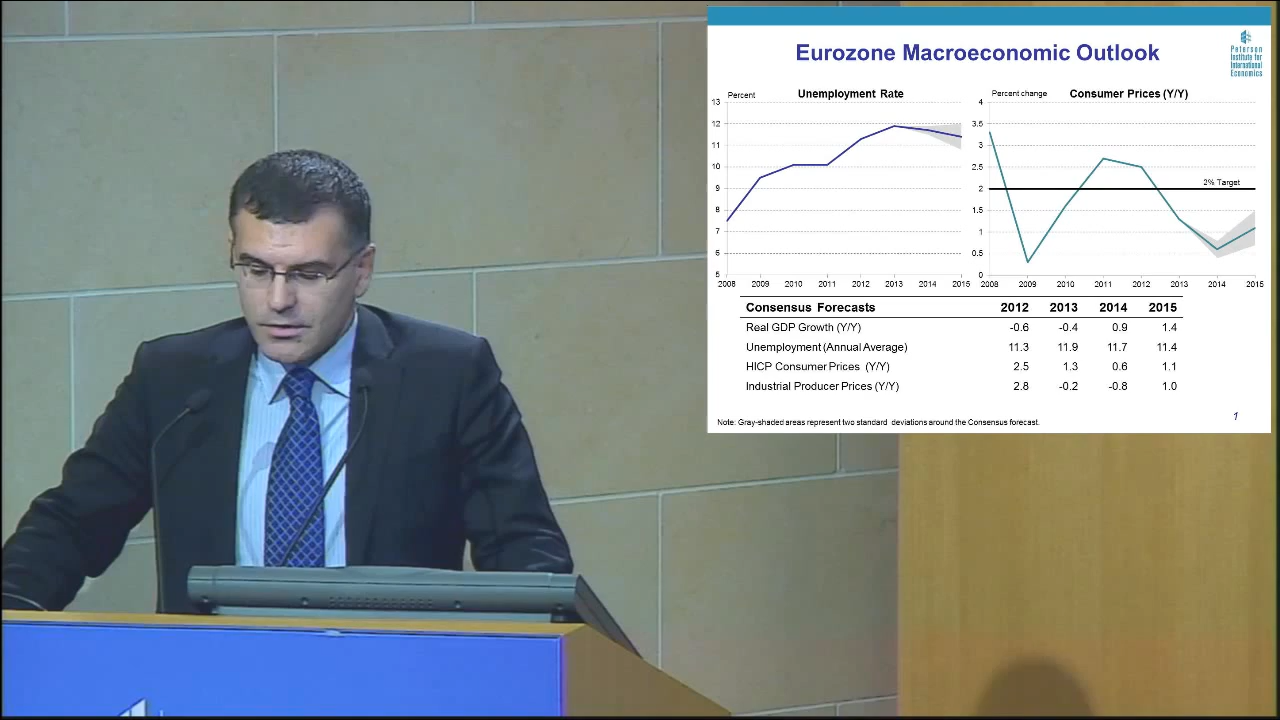 Eurozone Macroeconomic Outlook
Peterson
Institute for
International
Economics
Percent
Unemployment Rate
13
12
11
10
9
8
7
6
5
2008 2009 2010 2011 2012 2013 2014 2015
Percent change
Consumer Prices (Y/Y)
4
3.5
3
2.5
2
1.5
1
0.5
0
2% Target
2008 2009 2010 2011 2012 2013 2014 2015
Consensus Forecasts 2012 2013 2014 2015
Real GDP Growth (Y/Y) -0.6 -0.4 0.9 1.4
Unemployment (Annual Average) 11.3 11.9 11.7 11.4
HICP Consumer Prices (Y/Y) 2.5 1.3 0.6 1.1
Industrial Producer Prices (Y/Y) 2.8 -0.2 -0.8 1.0
Note: Gray-shaded areas represent two standard deviations around the Consensus forecast.
1